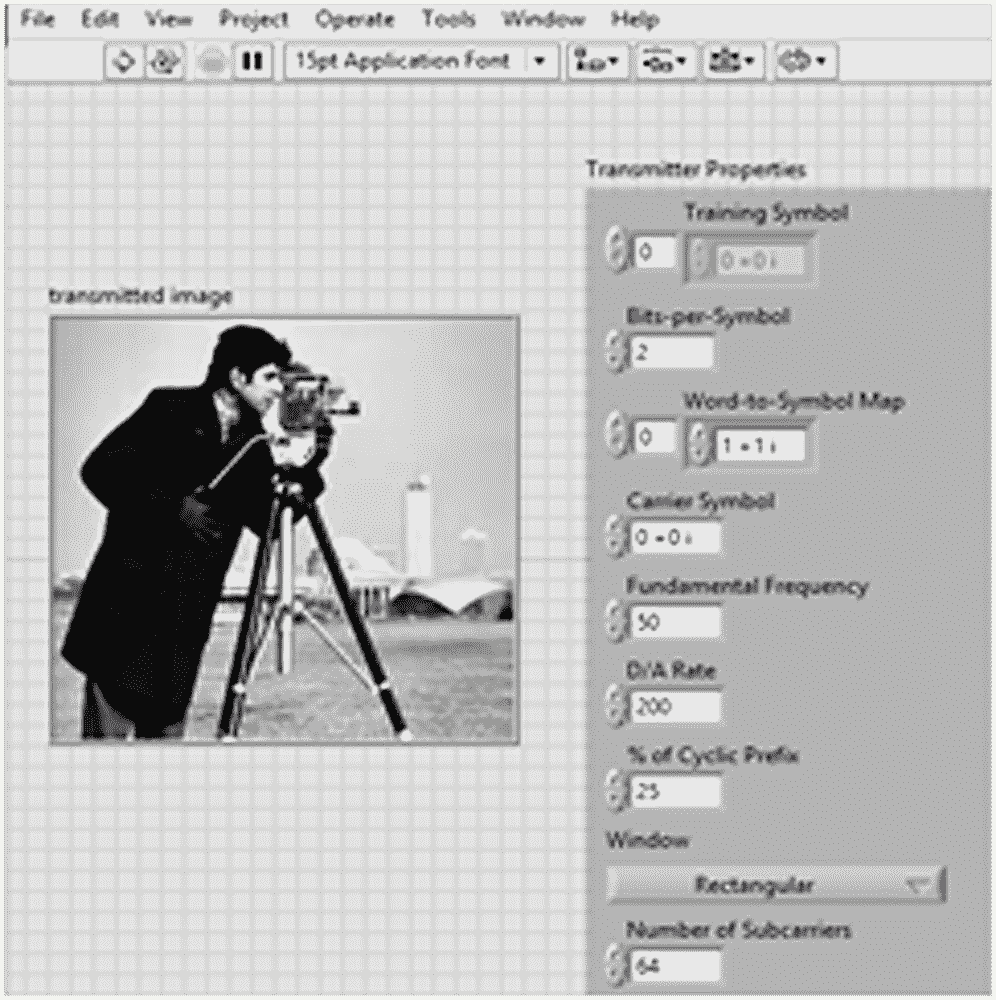 File Edit View Project Operate Tools Window Help
15pt Application Font
Transmitter Properties
Training Symbol
0 0 +0 i
transmitted image
Bits-per-Symbol
2
Word-to-Symbol Map
0 1 +1 i
Carrier Symbol
0 +0 i
Fundamental Frequency
50
D/A Rate
200
% of Cyclic Prefix
25
Window
Rectangular
Number of Subcarriers
64